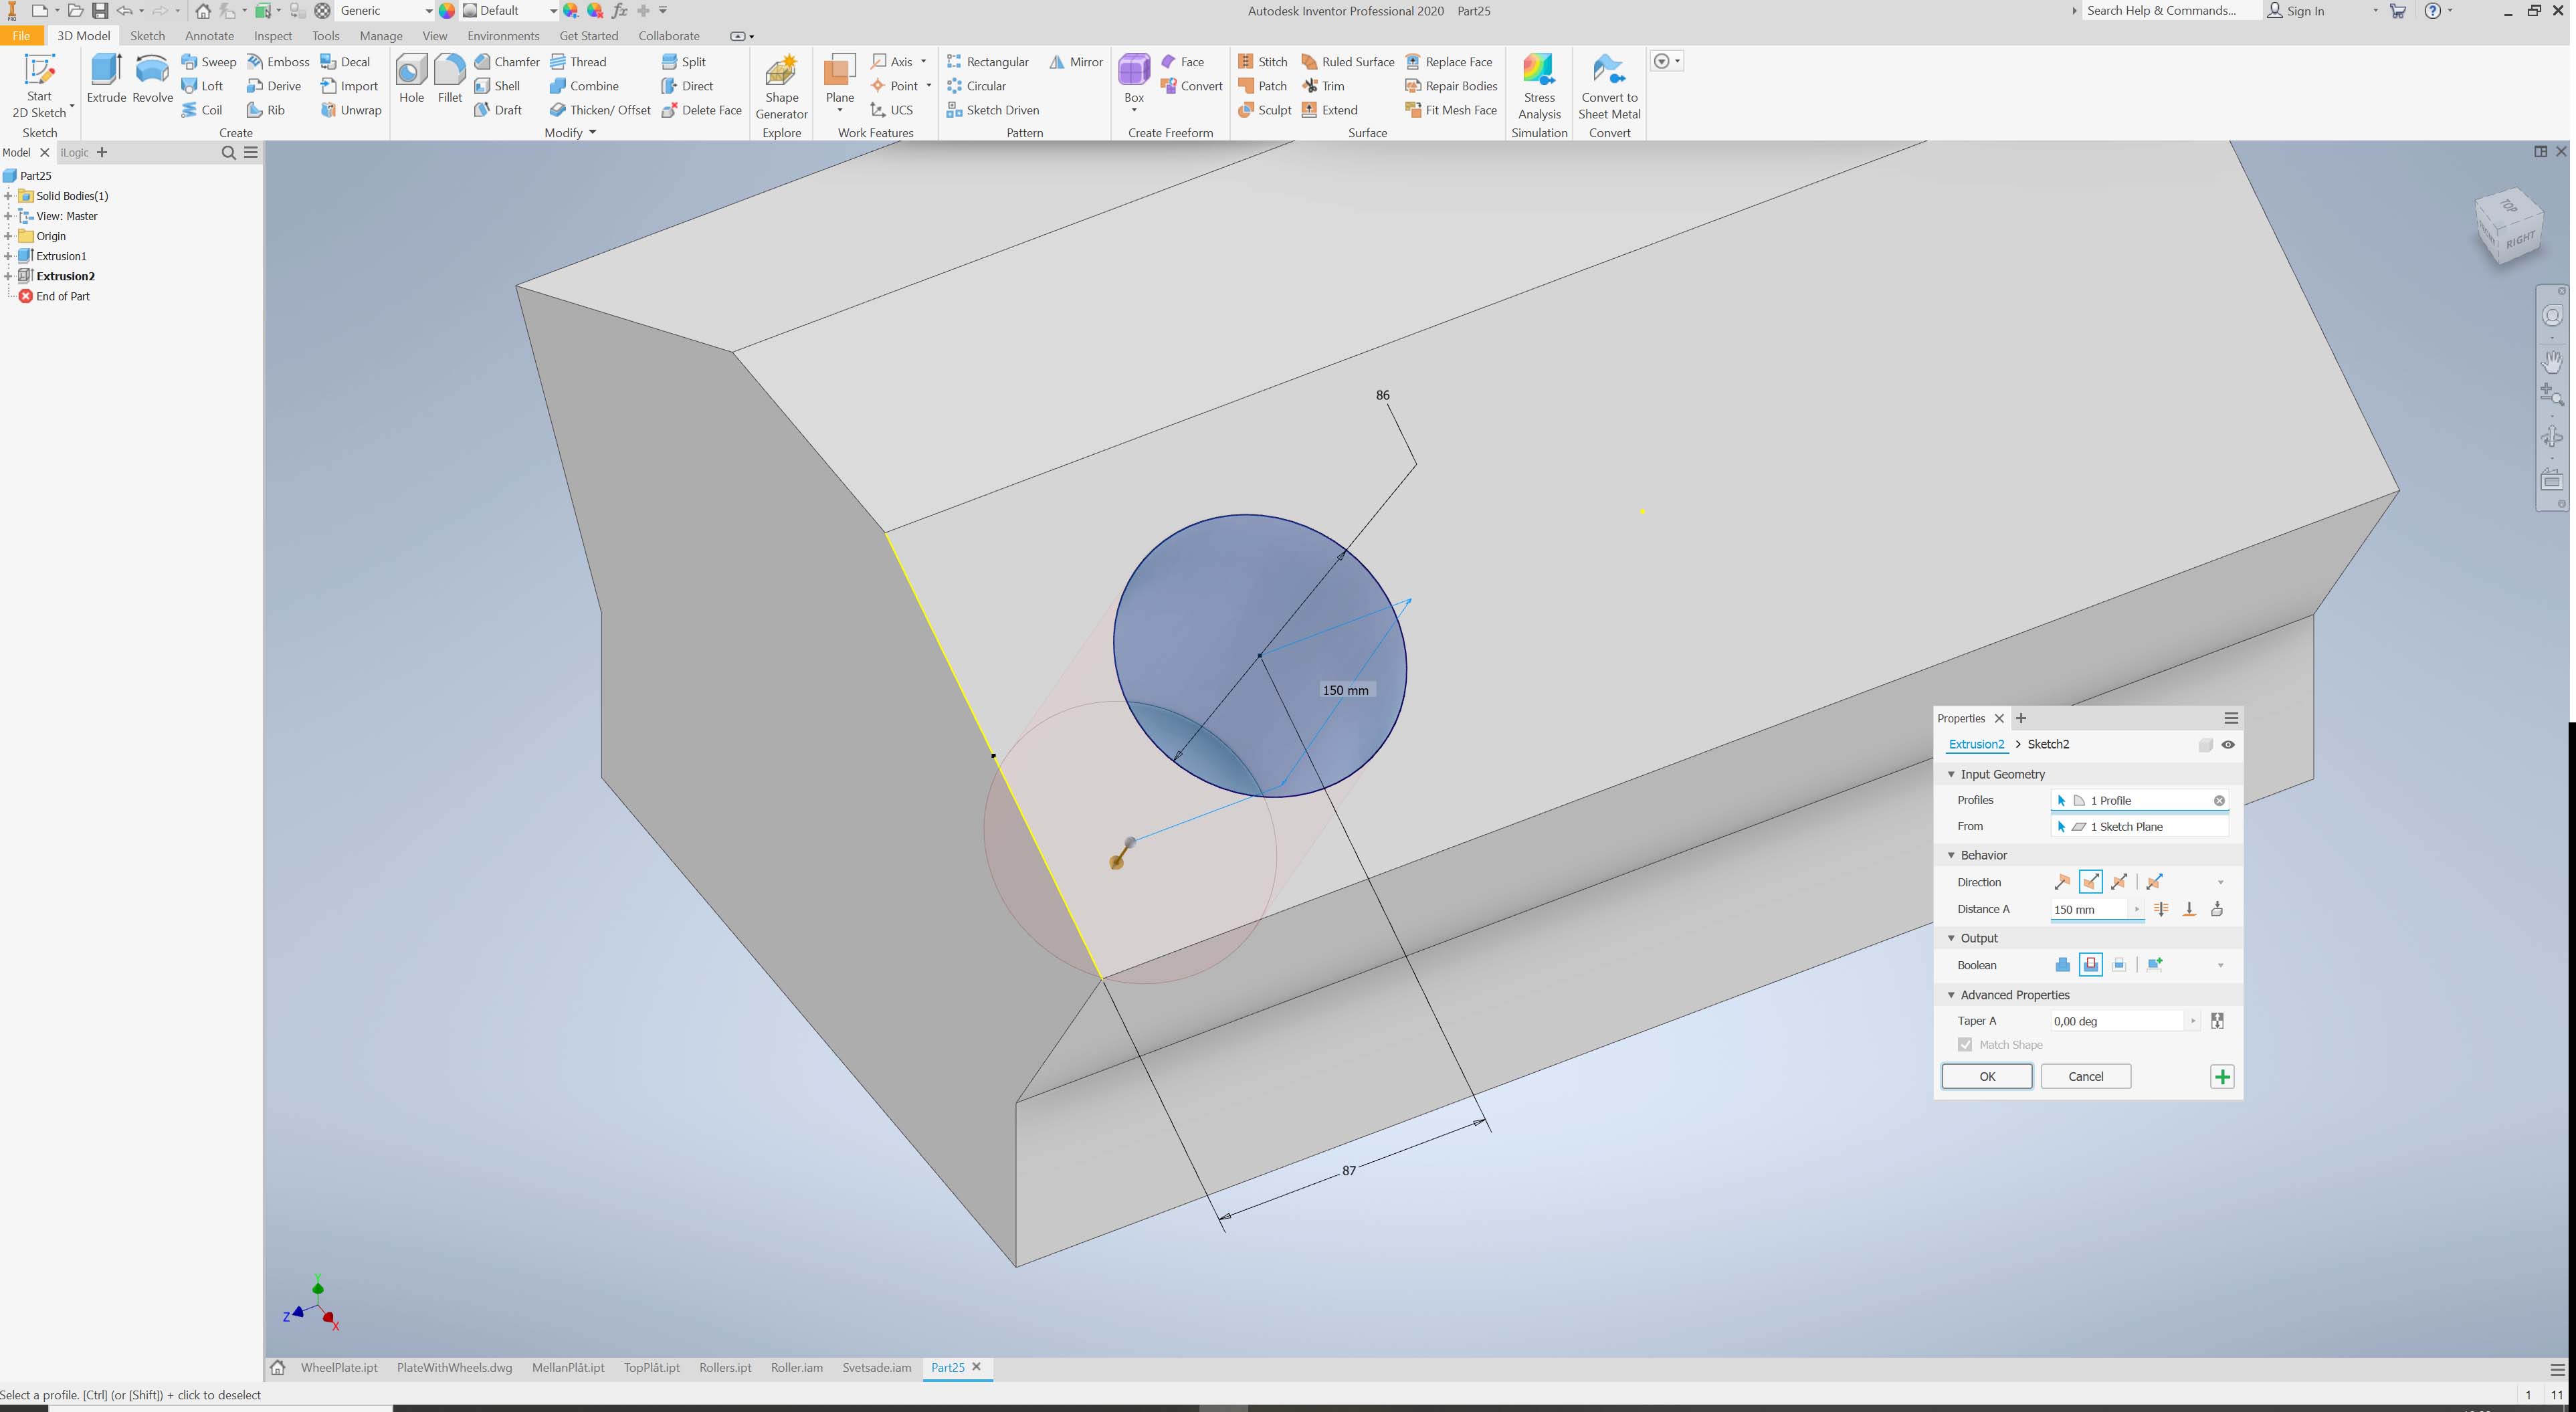 PRO
Generic
Default
fx
Autodesk Inventor Professional 2020 Part25
Search Help & Commands...
Sign In
File 3D Model Sketch Annotate Inspect Tools Manage View Environments Get Started Collaborate
Start
2D Sketch
Sketch
Extrude Revolve
Sweep Emboss Decal
Loft Derive Import
Coil Rib Unwrap
Create
Hole Fillet
Chamfer Thread Split
Shell Combine Direct
Draft Thicken/ Offset Delete Face
Modify
Shape
Generator
Explore
Plane
Axis
Point
UCS
Work Features
Rectangular Mirror
Circular
Sketch Driven
Pattern
Box
Face
Convert
Create Freeform
Stitch Ruled Surface Replace Face
Patch Trim Repair Bodies
Sculpt Extend Fit Mesh Face
Surface
Stress
Analysis
Simulation
Convert to
Sheet Metal
Convert
Model iLogic
Part25
Solid Bodies(1)
View: Master
Origin
Extrusion1
Extrusion2
End of Part
TOP
RIGHT
86
150 mm
87
Y
Z
X
Properties
Extrusion2 > Sketch2
Input Geometry
Profiles 1 Profile
From 1 Sketch Plane
Behavior
Direction
Distance A 150 mm
Output
Boolean
Advanced Properties
Taper A 0,00 deg
Match Shape
OK Cancel
WheelPlate.ipt PlateWithWheels.dwg MellanPlåt.ipt TopPlåt.ipt Rollers.ipt Roller.iam Svetsade.iam Part25
Select a profile. [Ctrl] (or [Shift]) + click to deselect
1 11